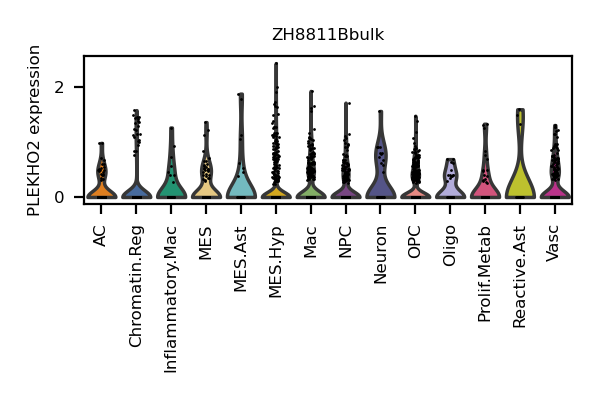 ZH8811Bbulk
PLEKHO2 expression
2
0
AC
Chromatin.Reg
Inflammatory.Mac
MES
MES.Ast
MES.Hyp
Mac
NPC
Neuron
OPC
Oligo
Prolif.Metab
Reactive.Ast
Vasc